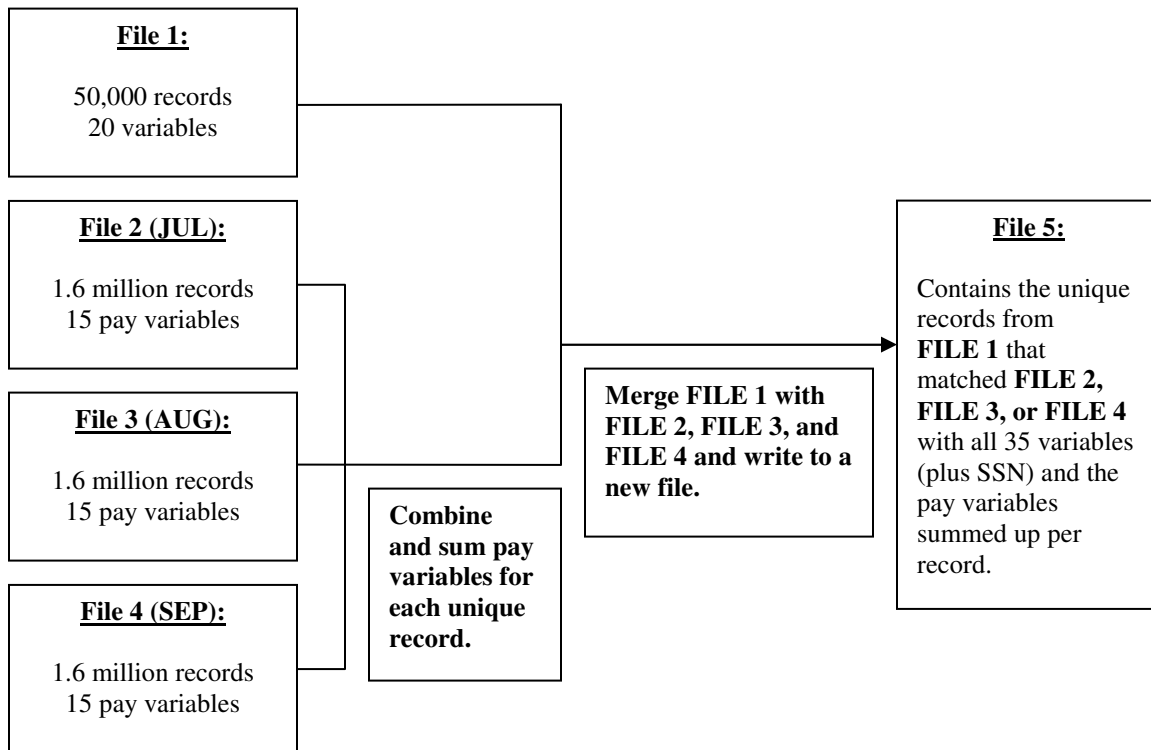 File 1:
50,000 records
20 variables
File 2 (JUL):
1.6 million records
15 pay variables
File 3 (AUG):
1.6 million records
15 pay variables
File 4 (SEP):
1.6 million records
15 pay variables
Combine
and sum pay
variables for
each unique
record.
Merge FILE 1 with
FILE 2, FILE 3, and
FILE 4 and write to a
new file.
File 5:
Contains the unique
records from
FILE 1 that
matched FILE 2,
FILE 3, or FILE 4
with all 35 variables
(plus SSN) and the
pay variables
summed up per
record.